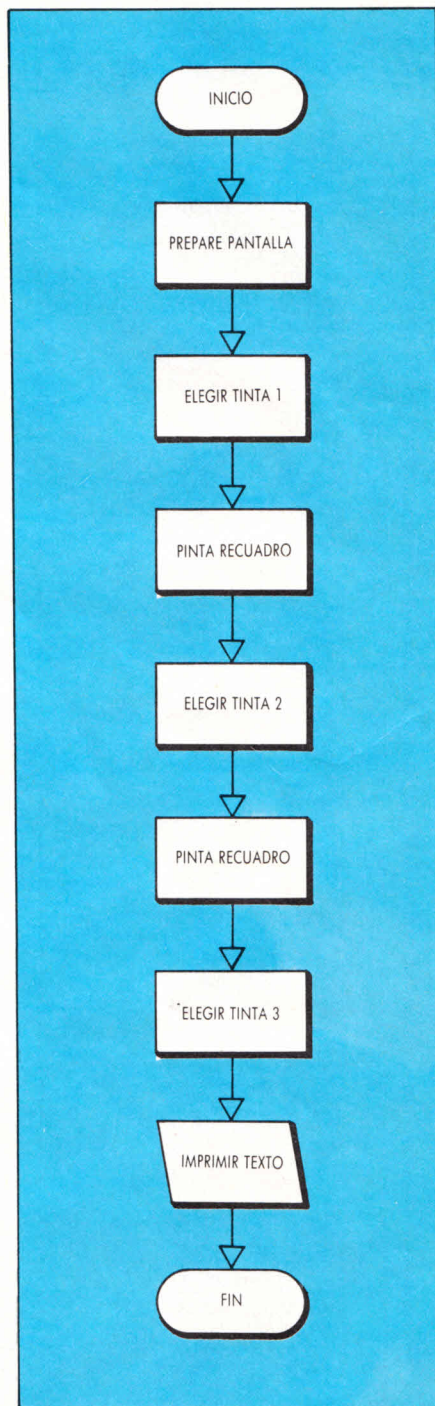 INICIO
PREPARE PANTALLA
ELEGIR TINTA 1
PINTA RECUADRO
ELEGIR TINTA 2
PINTA RECUADRO
ELEGIR TINTA 3
IMPRIMIR TEXTO
FIN